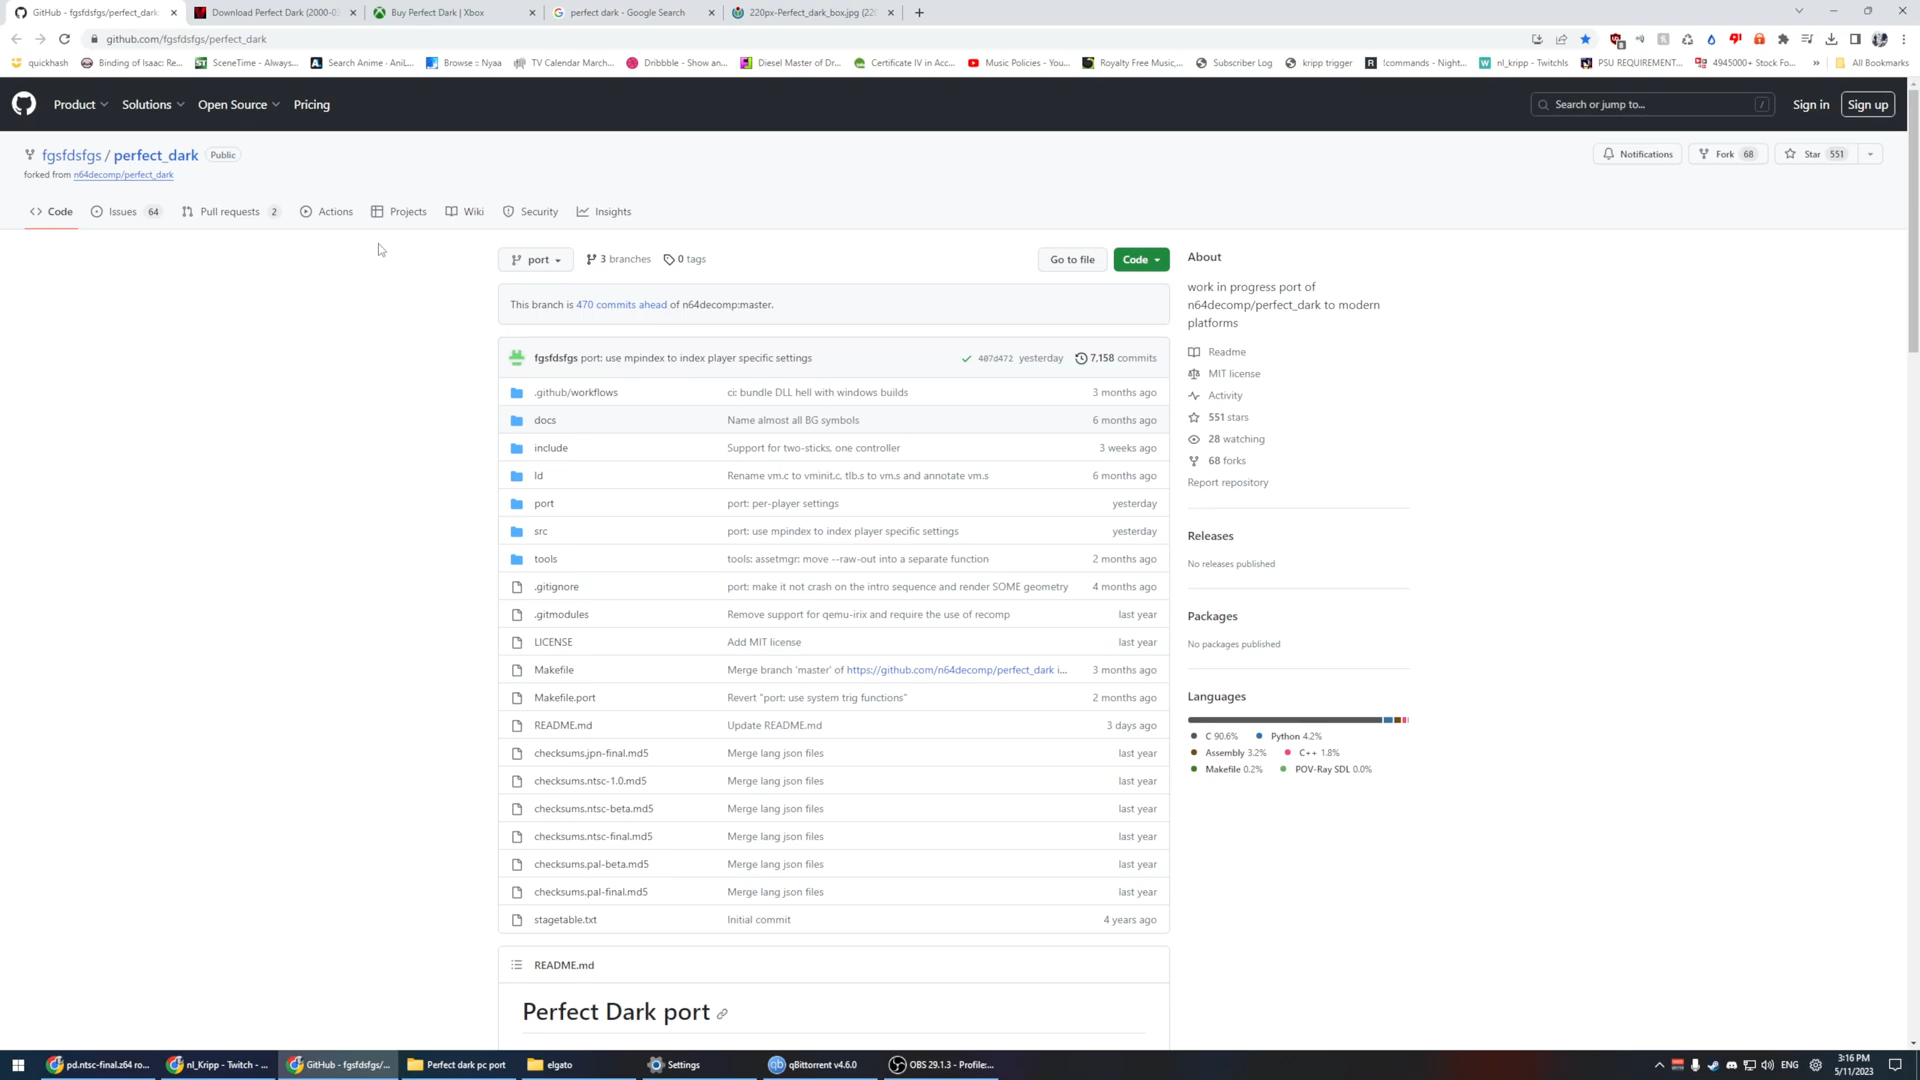 GitHub - fgsfdsfgs/perfect_dark:
Download Perfect Dark (2000-03
Buy Perfect Dark | Xbox
perfect dark - Google Search
220px-Perfect_dark_box.jpg (220
github.com/fgsfdsfgs/perfect_dark
quickhash
Binding of Isaac: Re...
SceneTime - Always...
Search Anime · AniL...
Browse :: Nyaa
TV Calendar March...
Dribbble - Show an...
Diesel Master of Dr...
Certificate IV in Acc...
Music Policies - You...
Royalty Free Music,...
Subscriber Log
kripp trigger
!commands - Night...
nl_kripp - Twitchls
PSU REQUIREMENT...
4945000+ Stock Fo...
»
All Bookmarks
Product
Solutions
Open Source
Pricing
Search or jump to...
/
Sign in
Sign up
fgsfdsfgs / perfect_dark Public
forked from n64decomp/perfect_dark
Notifications
Fork 68
Star 551
Code
Issues 64
Pull requests 2
Actions
Projects
Wiki
Security
Insights
port
3 branches
0 tags
Go to file
Code
This branch is 470 commits ahead of n64decomp:master.
fgsfdsfgs port: use mpindex to index player specific settings 407d472 yesterday 7,158 commits
.github/workflows ci: bundle DLL hell with windows builds 3 months ago
docs Name almost all BG symbols 6 months ago
include Support for two-sticks, one controller 3 weeks ago
ld Rename vm.c to vminit.c, tlb.s to vm.s and annotate vm.s 6 months ago
port port: per-player settings yesterday
src port: use mpindex to index player specific settings yesterday
tools tools: assetmgr: move --raw-out into a separate function 2 months ago
.gitignore port: make it not crash on the intro sequence and render SOME geometry 4 months ago
.gitmodules Remove support for qemu-irix and require the use of recomp last year
LICENSE Add MIT license last year
Makefile Merge branch 'master' of https://github.com/n64decomp/perfect_dark i... 3 months ago
Makefile.port Revert "port: use system trig functions" 2 months ago
README.md Update README.md 3 days ago
checksums.jpn-final.md5 Merge lang json files last year
checksums.ntsc-1.0.md5 Merge lang json files last year
checksums.ntsc-beta.md5 Merge lang json files last year
checksums.ntsc-final.md5 Merge lang json files last year
checksums.pal-beta.md5 Merge lang json files last year
checksums.pal-final.md5 Merge lang json files last year
stagetable.txt Initial commit 4 years ago
README.md
Perfect Dark port
About
work in progress port of
n64decomp/perfect_dark to modern
platforms
Readme
MIT license
Activity
551 stars
28 watching
68 forks
Report repository
Releases
No releases published
Packages
No packages published
Languages
C 90.6% Python 4.2%
Assembly 3.2% C++ 1.8%
Makefile 0.2% POV-Ray SDL 0.0%
pd.ntsc-final.z64 ro...
nl_Kripp - Twitch - ...
GitHub - fgsfdsfgs/...
Perfect dark pc port
elgato
Settings
qBittorrent v4.6.0
OBS 29.1.3 - Profile:...
ENG
3:16 PM
5/11/2023